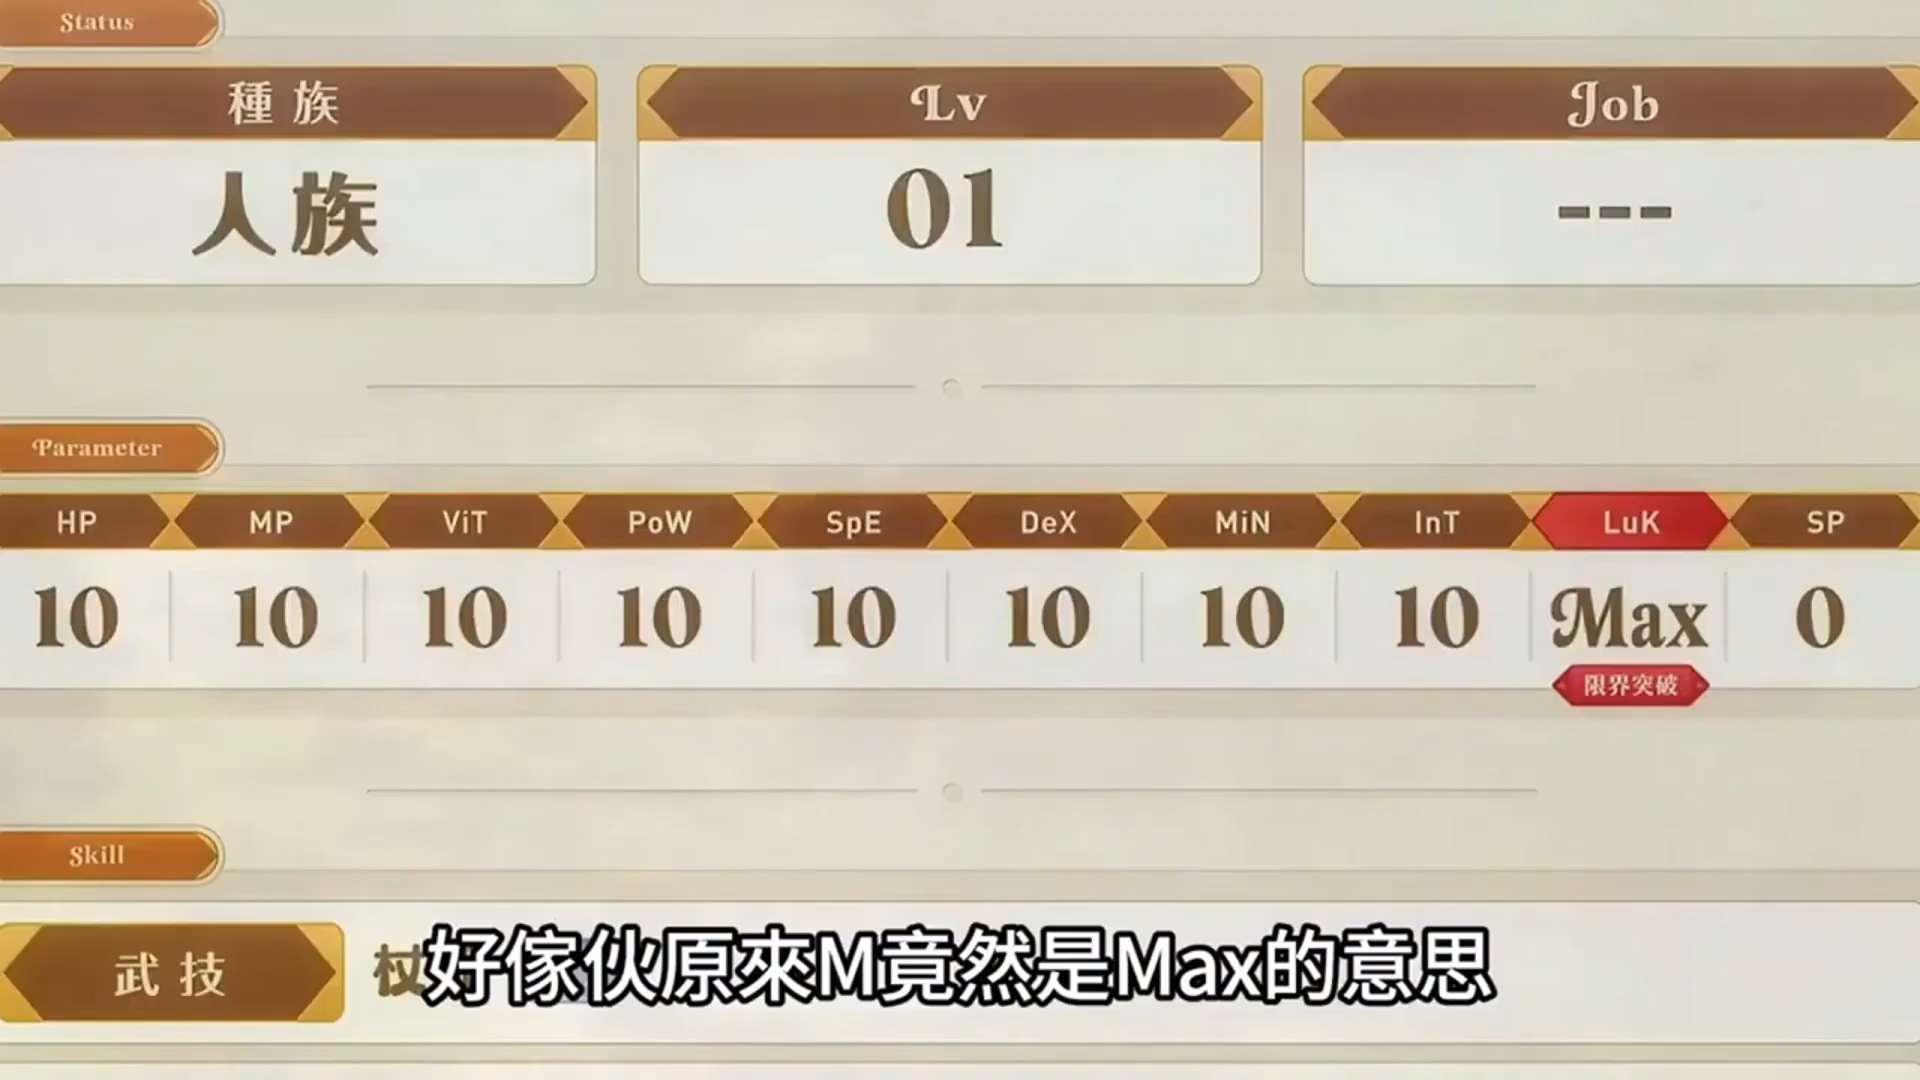 Status
種族 Lv Job
人族 01 ---
Parameter
HP MP ViT PoW SpE DeX MiN InT LuK SP
10 10 10 10 10 10 10 10 Max 0
限界突破
Skill
武技 杖
好傢伙原來M竟然是Max的意思